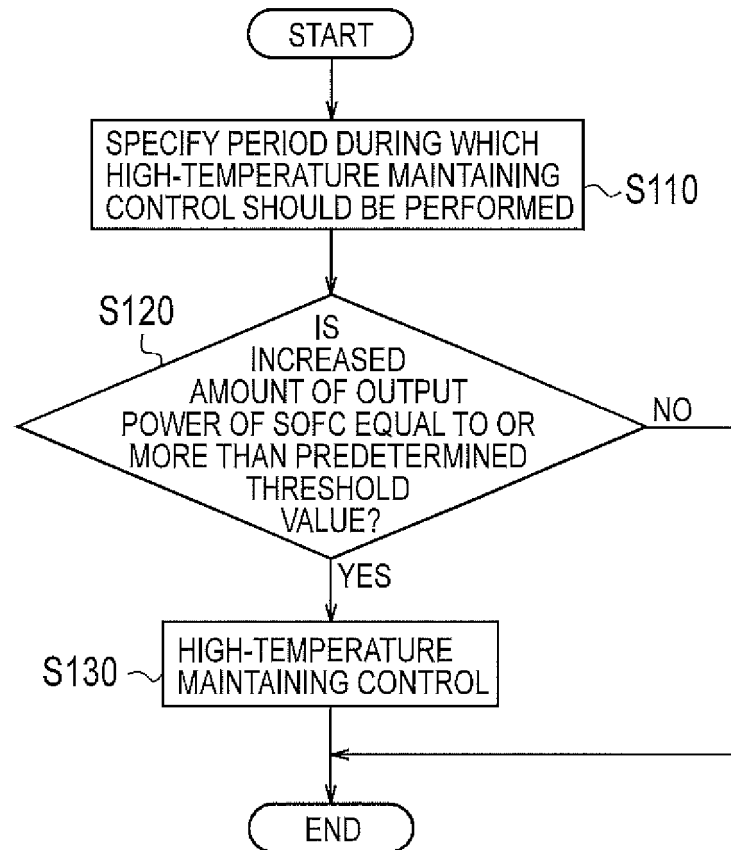 START
SPECIFY PERIOD DURING WHICH
HIGH-TEMPERATURE MAINTAINING
CONTROL SHOULD BE PERFORMED
S110
S120
IS
INCREASED
AMOUNT OF OUTPUT
POWER OF SOFC EQUAL TO OR
MORE THAN PREDETERMINED
THRESHOLD
VALUE?
NO
YES
HIGH-TEMPERATURE
MAINTAINING CONTROL
S130
END